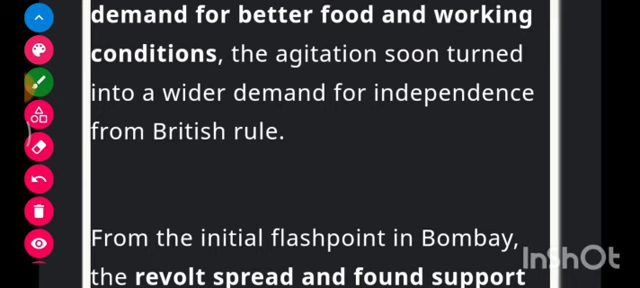 demand for better food and working
conditions, the agitation soon turned
into a wider demand for independence
from British rule.
From the initial flashpoint in Bombay,
the revolt spread and found support
InShOt